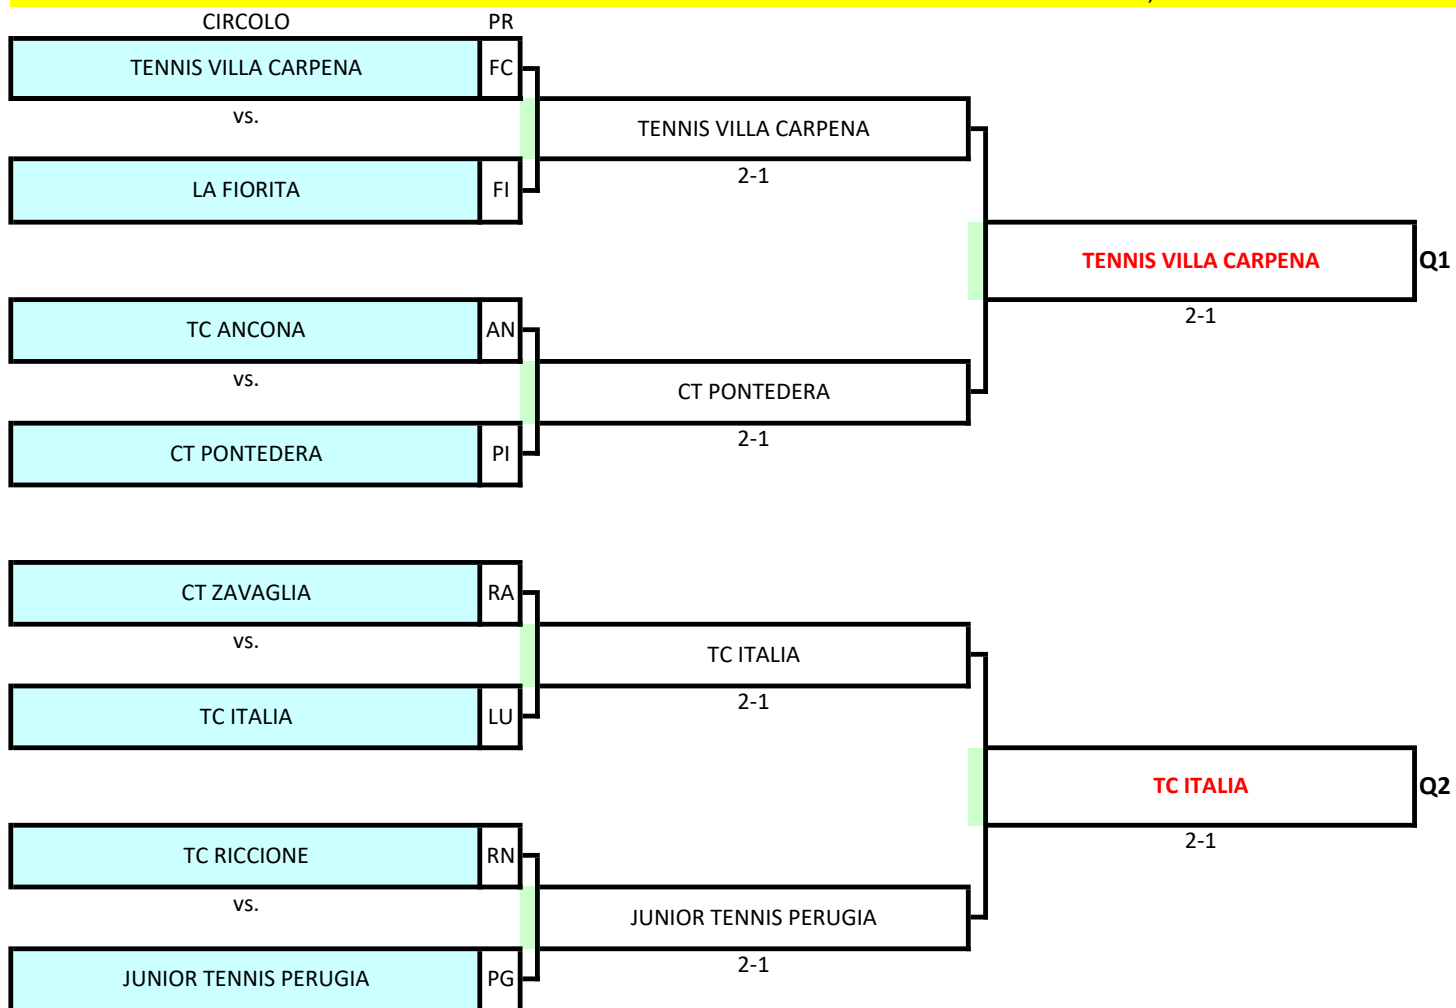 CIRCOLO PR
TENNIS VILLA CARPENA FC
vs.
TENNIS VILLA CARPENA
2-1
LA FIORITA FI
TENNIS VILLA CARPENA Q1
2-1
TC ANCONA AN
vs.
CT PONTEDERA
2-1
CT PONTEDERA PI
CT ZAVAGLIA RA
vs.
TC ITALIA
2-1
TC ITALIA LU
TC ITALIA Q2
2-1
TC RICCIONE RN
vs.
JUNIOR TENNIS PERUGIA
2-1
JUNIOR TENNIS PERUGIA PG